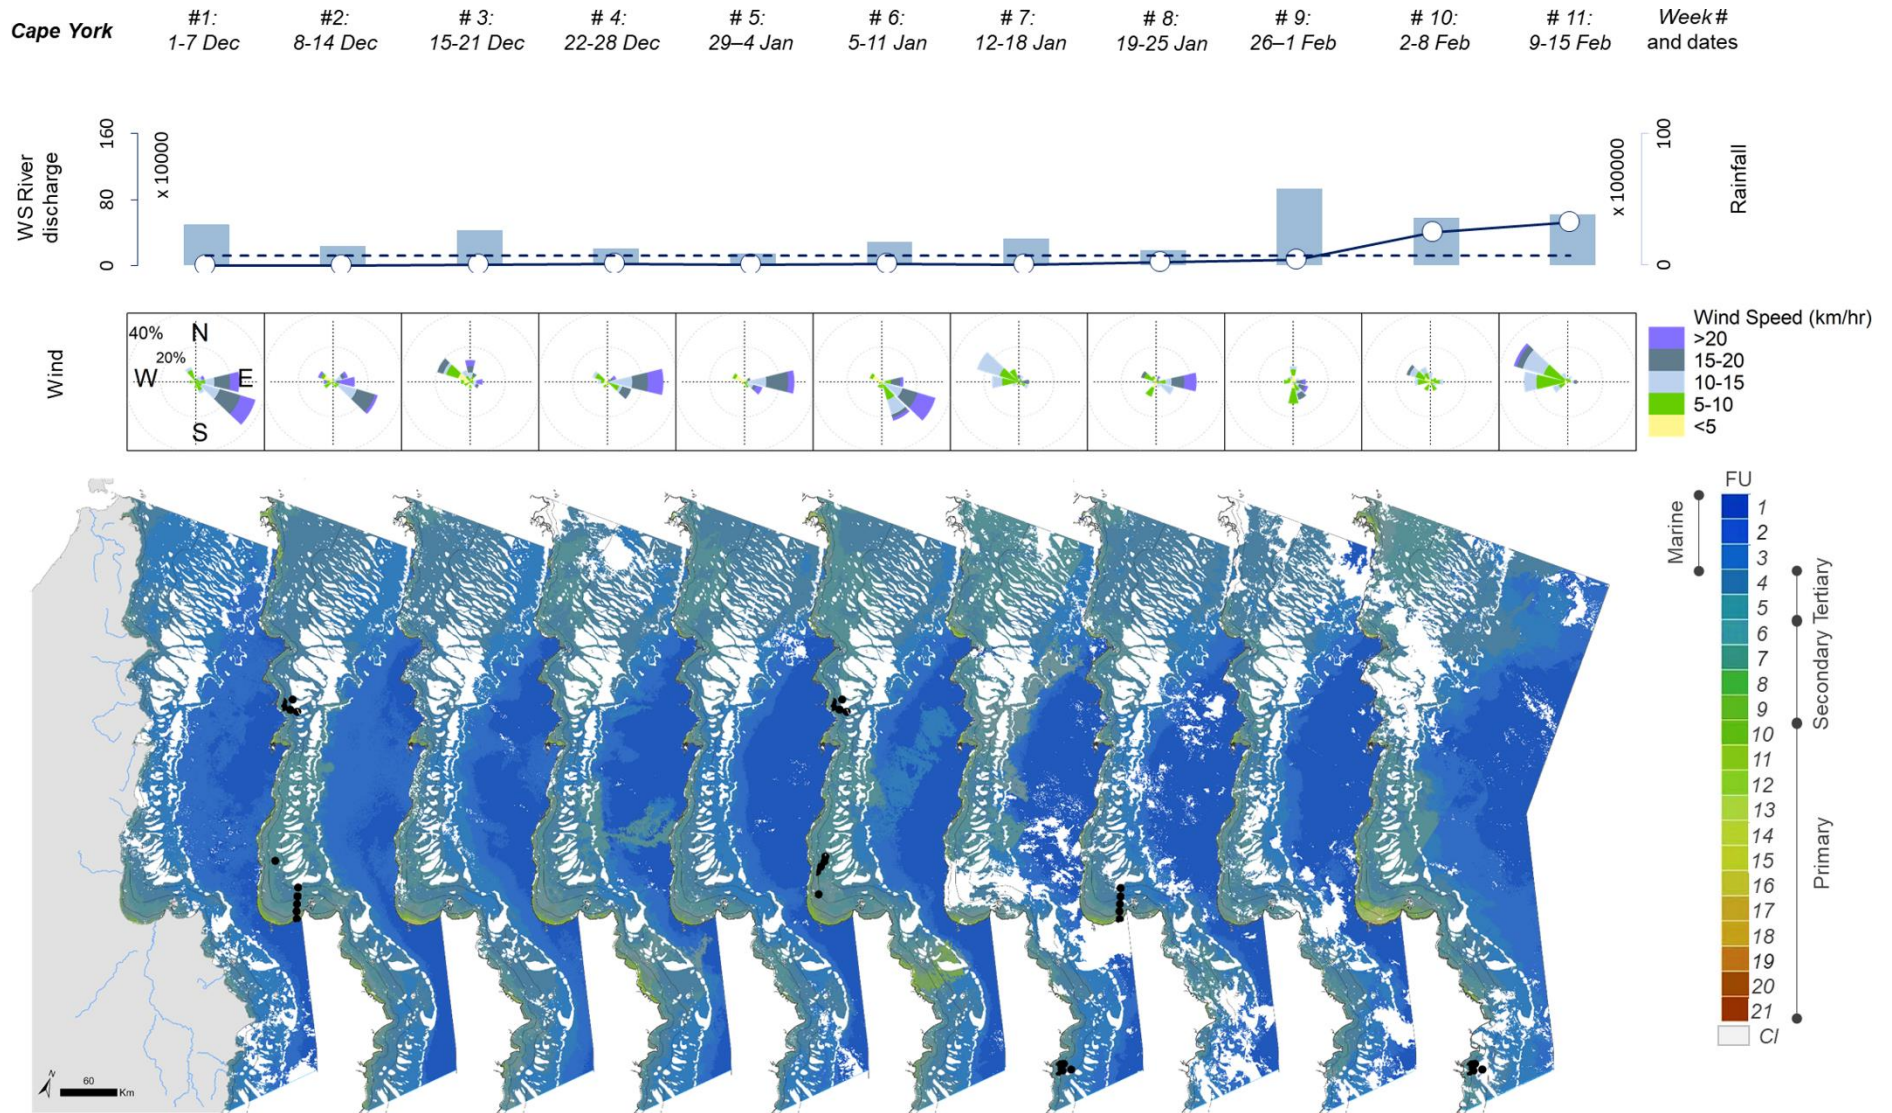 Cape York
#1:
1-7 Dec
#2:
8-14 Dec
# 3:
15-21 Dec
# 4:
22-28 Dec
# 5:
29–4 Jan
# 6:
5-11 Jan
# 7:
12-18 Jan
# 8:
19-25 Jan
# 9:
26–1 Feb
# 10:
2-8 Feb
# 11:
9-15 Feb
Week #
and dates
WS River
discharge
160
80
0
x 10000
x 100000
100
0
Rainfall
Wind
40%
20%
N
W
E
S
Wind Speed (km/hr)
>20
15-20
10-15
5-10
<5
FU
1
2
3
4
5
6
7
8
9
10
11
12
13
14
15
16
17
18
19
20
21
Cl
Marine
Tertiary
Secondary
Primary
N
60
Km